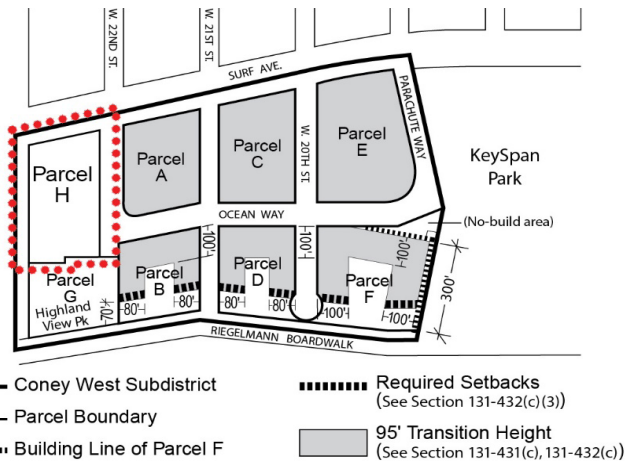 W. 22ND ST.
W. 21ST ST.
SURF AVE.
PARACHUTE WAY
Parcel
H
Parcel
A
Parcel
C
W. 20TH ST.
Parcel
E
KeySpan
Park
OCEAN WAY
(No-build area)
Parcel
G
Highland
View Pk
70'
Parcel
B
80'
80'
100'
Parcel
D
80'
80'
100'
Parcel
F
100'
100'
100'
300'
RIEGELMANN BOARDWALK
Coney West Subdistrict
Parcel Boundary
Building Line of Parcel F
Required Setbacks
(See Section 131-432(c)(3))
95' Transition Height
(See Section 131-431(c), 131-432(c))